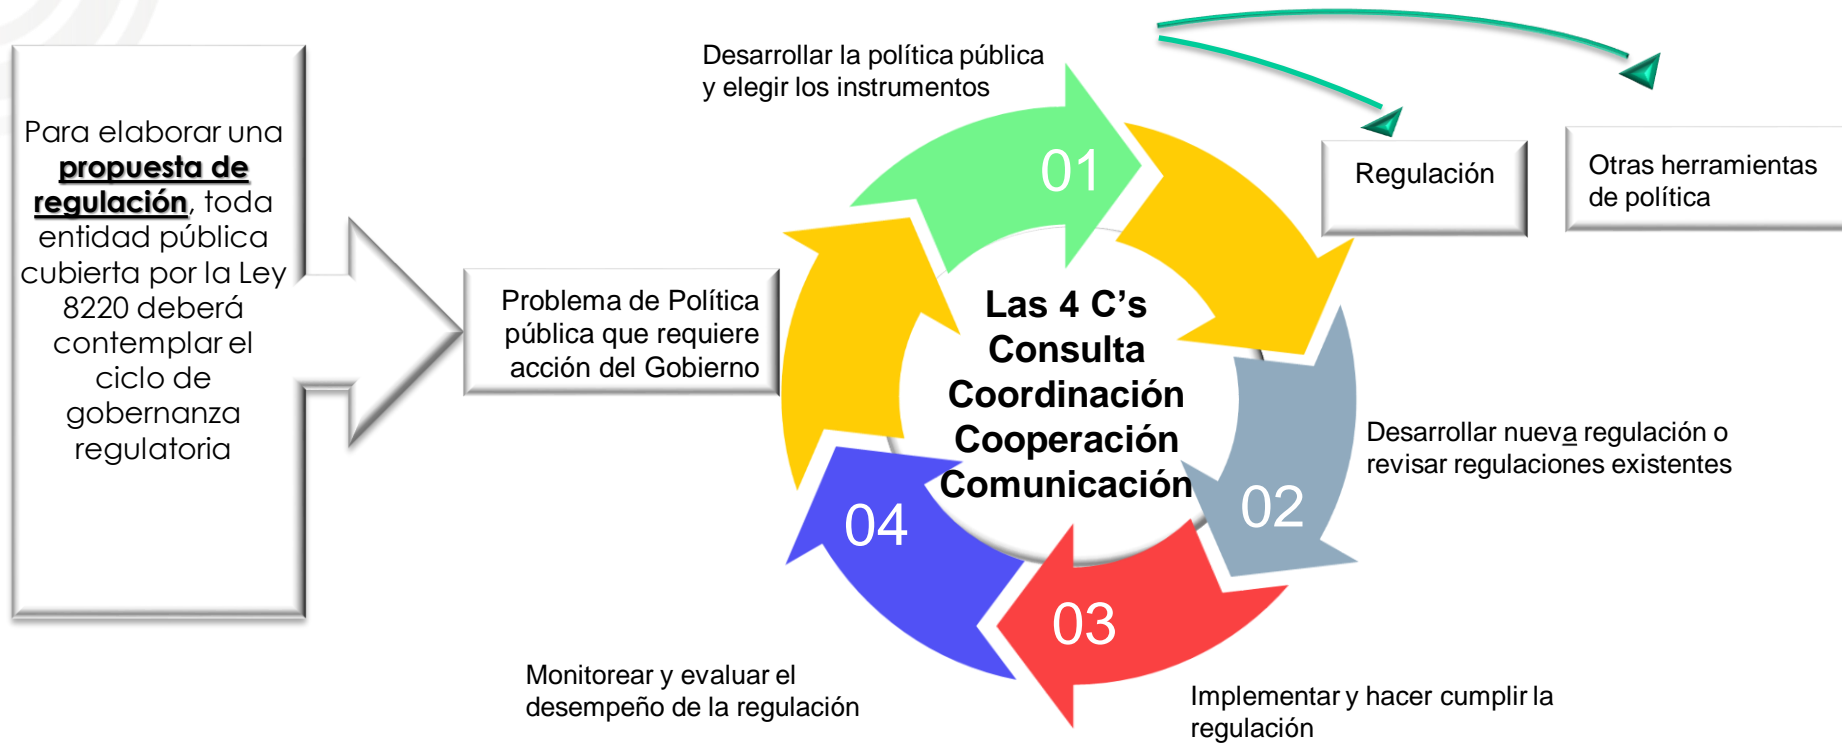 Para elaborar una
propuesta de
regulación, toda
entidad pública
cubierta por la Ley
8220 deberá
contemplar el
ciclo de
gobernanza
regulatoria
Problema de Política
pública que requiere
acción del Gobierno
Desarrollar la política pública
y elegir los instrumentos
01
Regulación
Otras herramientas
de política
Las 4 C’s
Consulta
Coordinación
Cooperación
Comunicación
Desarrollar nueva regulación o
revisar regulaciones existentes
02
03
Implementar y hacer cumplir la
regulación
04
Monitorear y evaluar el
desempeño de la regulación